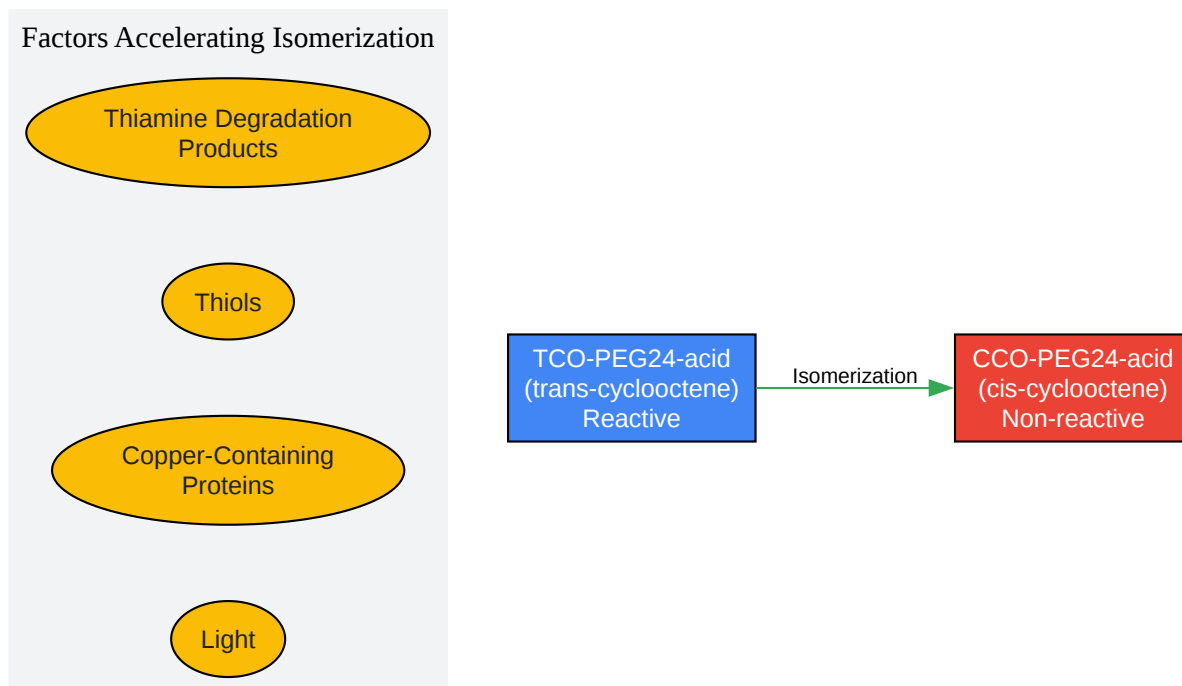 Factors Accelerating Isomerization
Thiamine Degradation
Products
Thiols
Copper-Containing
Proteins
Light
TCO-PEG24-acid
(trans-cyclooctene)
Reactive
Isomerization
CCO-PEG24-acid
(cis-cyclooctene)
Non-reactive